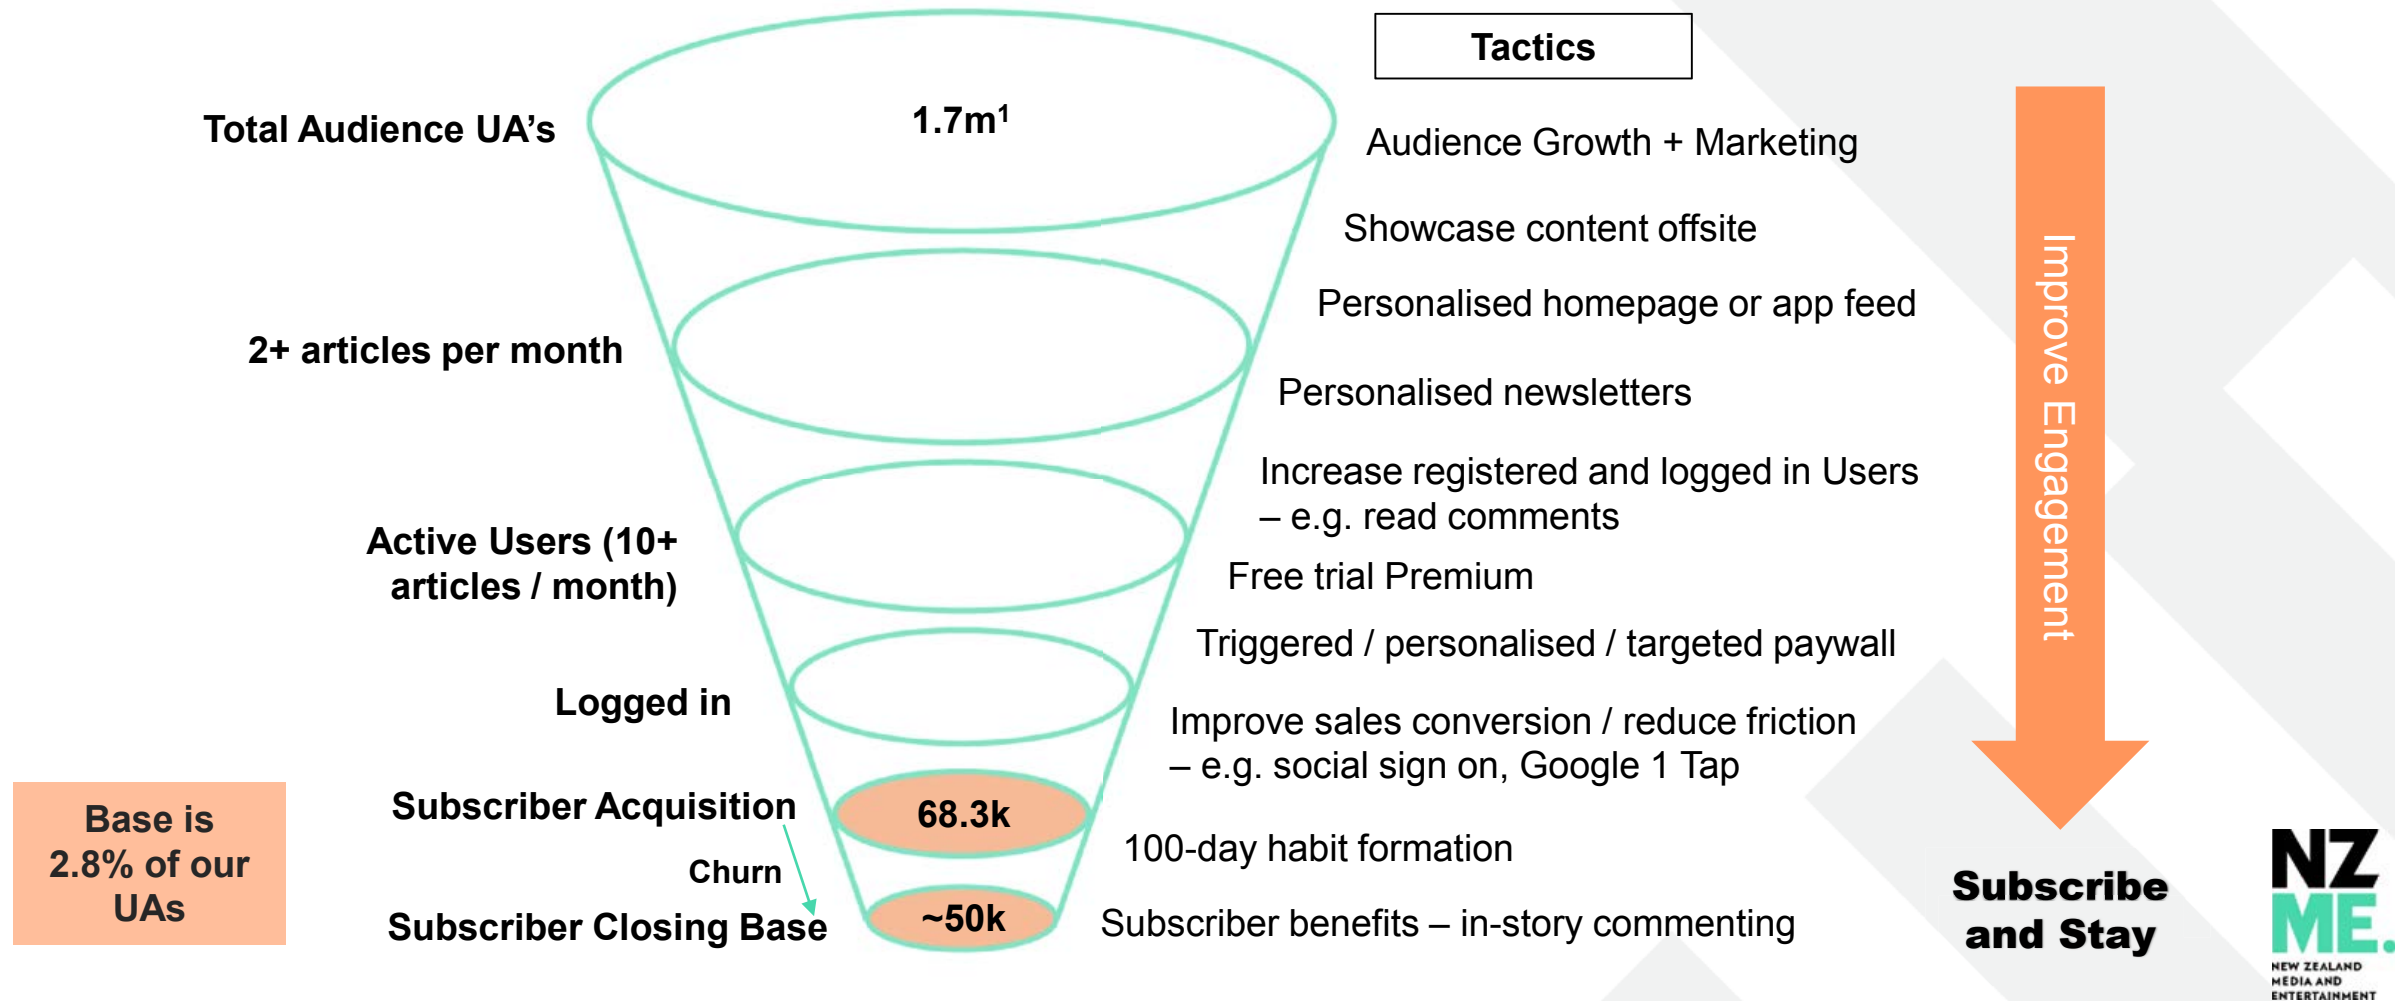 Tactics
Total Audience UA's
1.7m¹
Audience Growth + Marketing
Showcase content offsite
Personalised homepage or app feed
2+ articles per month
Personalised newsletters
Increase registered and logged in Users
– e.g. read comments
Active Users (10+
articles / month)
Free trial Premium
Triggered / personalised / targeted paywall
Logged in
Improve sales conversion / reduce friction
– e.g. social sign on, Google 1 Tap
Subscriber Acquisition
68.3k
100-day habit formation
Churn
Subscriber Closing Base
~50k
Subscriber benefits – in-story commenting
Base is
2.8% of our
UAs
Improve Engagement
Subscribe
and Stay
NZ
ME.
NEW ZEALAND
MEDIA AND
ENTERTAINMENT